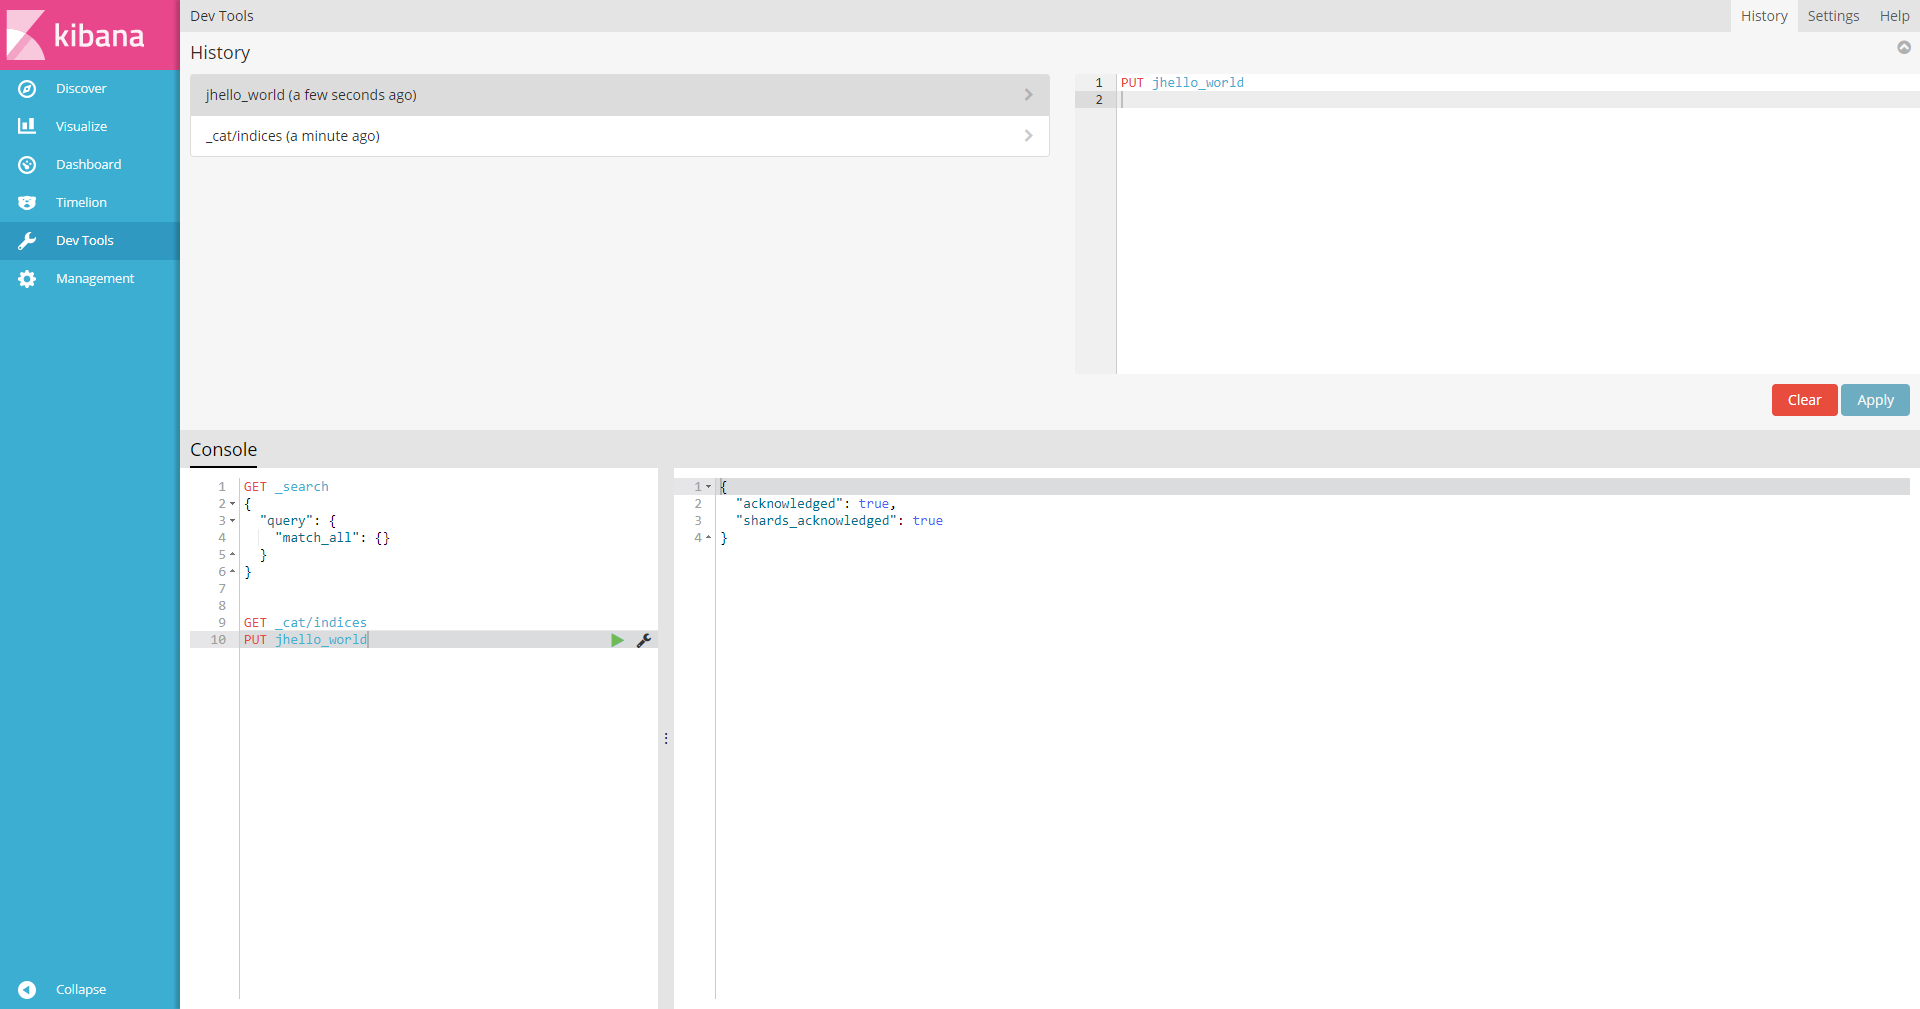 kibana
Discover
Visualize
Dashboard
Timelion
Dev Tools
Management
Collapse
Dev Tools
History
Settings
Help
History
jhello_world (a few seconds ago)
_cat/indices (a minute ago)
1 PUT jhello_world
2
Clear
Apply
Console
1 GET _search
2 {
3 "query": {
4 "match_all": {}
5 }
6 }
7
8
9 GET _cat/indices
10 PUT jhello_world
1 {
2 "acknowledged": true,
3 "shards_acknowledged": true
4 }